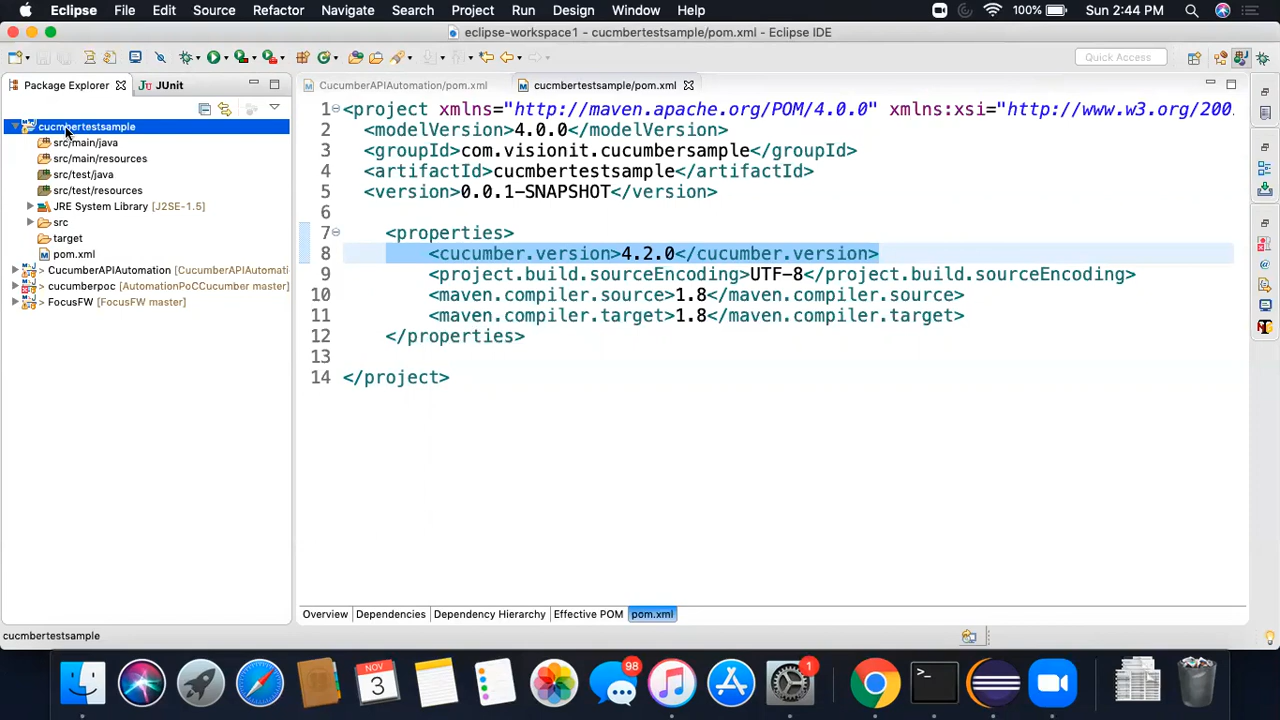 Eclipse File Edit Source Refactor Navigate Search Project Run Design Window Help 100% Sun 2:44 PM
eclipse-workspace1 - cucmbertestsample/pom.xml - Eclipse IDE
Quick Access
Package Explorer JUnit
CucumberAPIAutomation/pom.xml cucmbertestsample/pom.xml
cucmbertestsample
src/main/java
src/main/resources
src/test/java
src/test/resources
JRE System Library [J2SE-1.5]
src
target
pom.xml
> CucumberAPIAutomation [CucumberAPIAutomati
> cucumberpoc [AutomationPoCCucumber master]
> FocusFW [FocusFW master]
1 <project xmlns="http://maven.apache.org/POM/4.0.0" xmlns:xsi="http://www.w3.org/200
2 <modelVersion>4.0.0</modelVersion>
3 <groupId>com.visionit.cucumbersample</groupId>
4 <artifactId>cucmbertestsample</artifactId>
5 <version>0.0.1-SNAPSHOT</version>
6
7 <properties>
8 <cucumber.version>4.2.0</cucumber.version>
9 <project.build.sourceEncoding>UTF-8</project.build.sourceEncoding>
10 <maven.compiler.source>1.8</maven.compiler.source>
11 <maven.compiler.target>1.8</maven.compiler.target>
12 </properties>
13
14 </project>
Overview Dependencies Dependency Hierarchy Effective POM pom.xml
cucmbertestsample
NOV
3
98
1